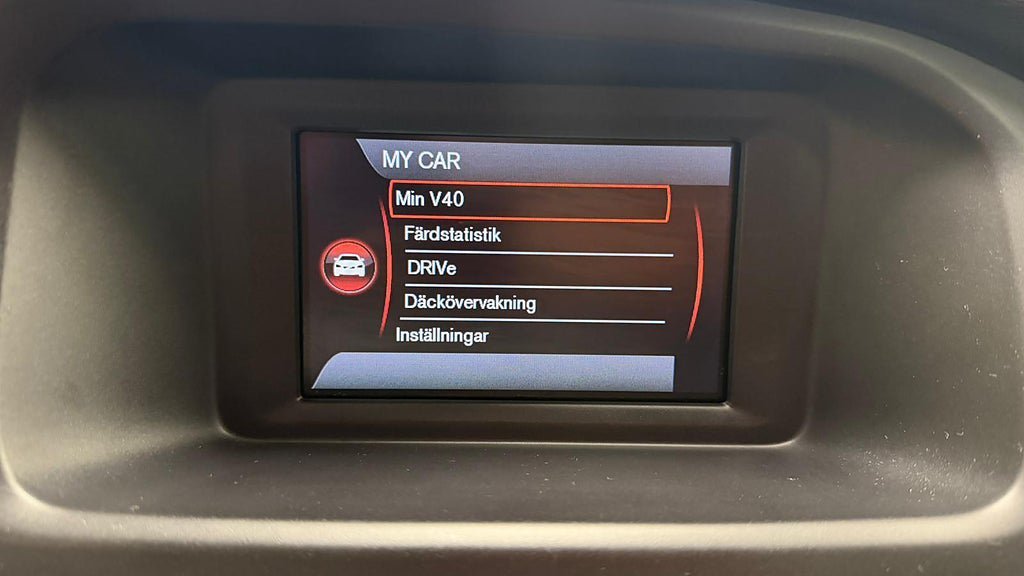 MY CAR
Min V40
Färdstatistik
DRIVe
Däckövervakning
Inställningar